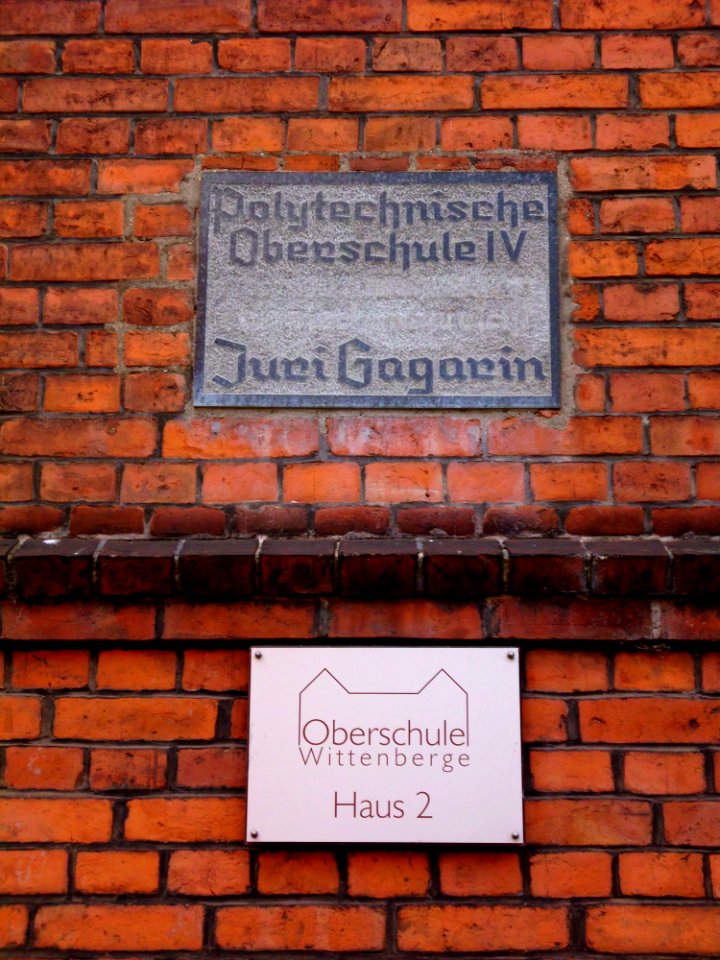 Polytechnische
Oberschule IV
Juri Gagarin
Oberschule
Wittenberge
Haus 2